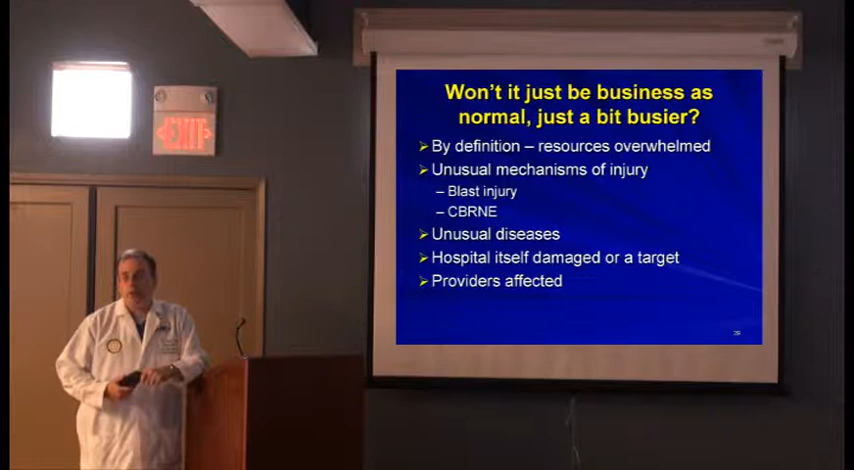 EXIT
Won't it just be business as
normal, just a bit busier?
➢ By definition – resources overwhelmed
➢ Unusual mechanisms of injury
– Blast injury
– CBRNE
➢ Unusual diseases
➢ Hospital itself damaged or a target
➢ Providers affected